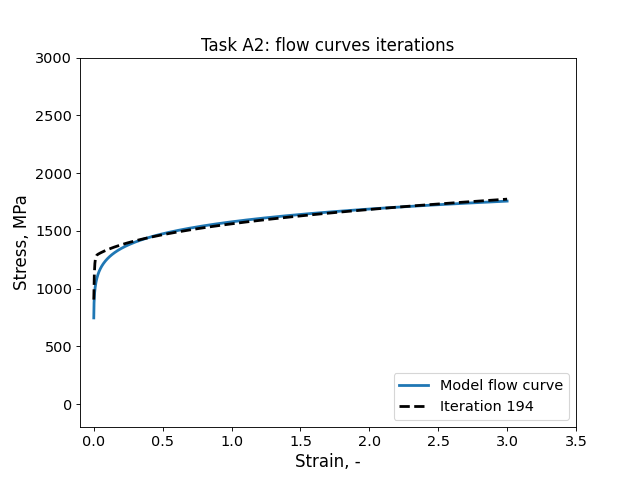 Task A2: flow curves iterations
3000
2500
2000
1500
1000
500
0
Stress, MPa
Model flow curve
Iteration 194
0.0 0.5 1.0 1.5 2.0 2.5 3.0 3.5
Strain, -